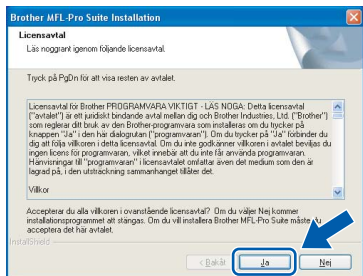 Brother MFL-Pro Suite Installation
Licensavtal
Läs noggrant igenom följande licensavtal.
Tryck på PgDn för att visa resten av avtalet.
Licensavtal för Brother PROGRAMVARA VIKTIGT - LÄS NOGA: Detta licensavtal
("avtalet") är ett juridiskt bindande avtal mellan dig och Brother Industries, Ltd. ("Brother")
som reglerar ditt bruk av den Brother-programvara som installeras om du trycker på
knappen "Ja" i den här dialogrutan ("programvaran"). Om du trycker på "Ja" förbinder du
dig att följa villkoren i detta licensavtal. Om du inte godkänner villkoren i avtalet beviljas du
ingen licens för programvaran, vilket innebär att du inte får använda programvaran.
Hänvisningar till "programvaran" i licensavtalet omfattar även det medium som den är
lagrad på, i den utsträckning sammanhanget tillåter det.
Villkor
Accepterar du alla villkoren i ovanstående licensavtal? Om du väljer Nej kommer
installationsprogrammet att stängas. Om du vill installera Brother MFL-Pro Suite måste du
acceptera det här avtalet.
InstallShield
< Bakåt
Ja
Nej